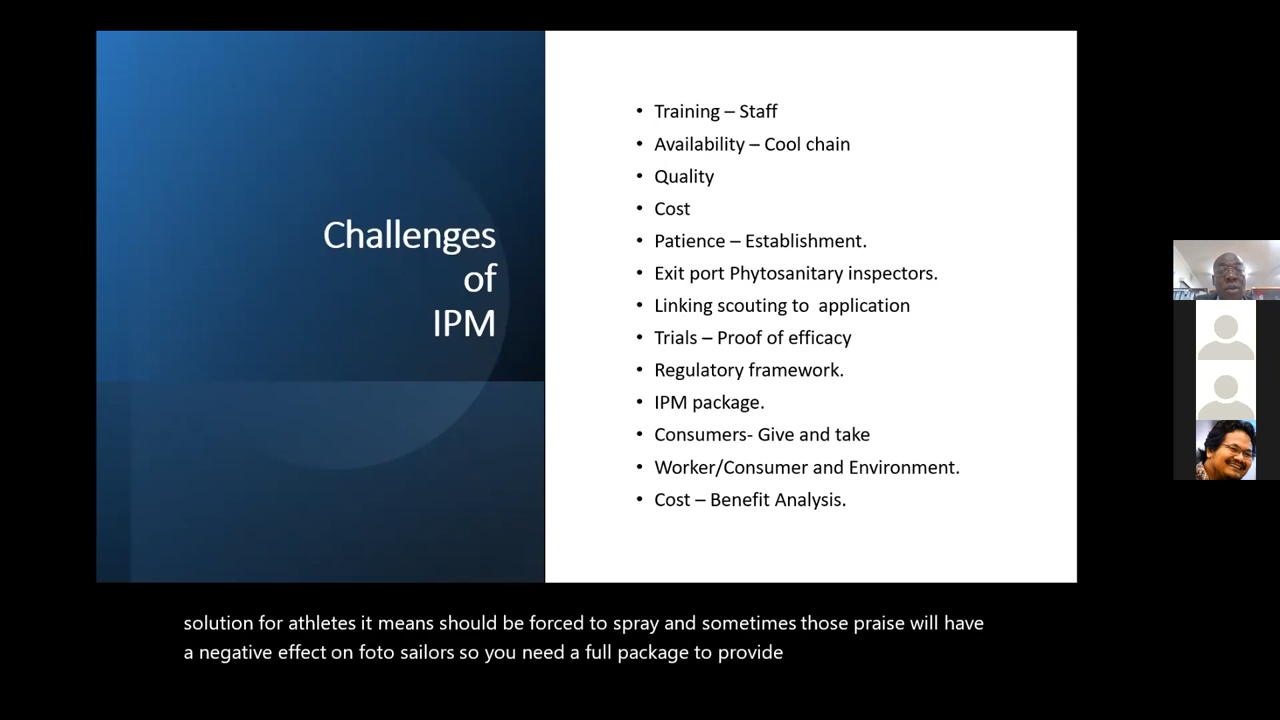 Challenges
of
IPM
• Training – Staff
• Availability – Cool chain
• Quality
• Cost
• Patience – Establishment.
• Exit port Phytosanitary inspectors.
• Linking scouting to  application
• Trials – Proof of efficacy
• Regulatory framework.
• IPM package.
• Consumers- Give and take
• Worker/Consumer and Environment.
• Cost – Benefit Analysis.
solution for athletes it means should be forced to spray and sometimes those praise will have
a negative effect on foto sailors so you need a full package to provide